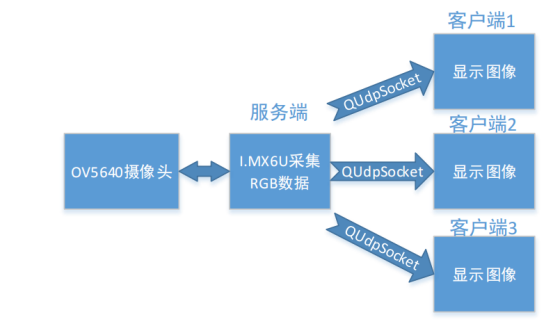 客户端1
显示图像
QUdpSocket
服务端
客户端2
OV5640摄像头
I.MX6U采集
RGB数据
QUdpSocket
显示图像
客户端3
QUdpSocket
显示图像